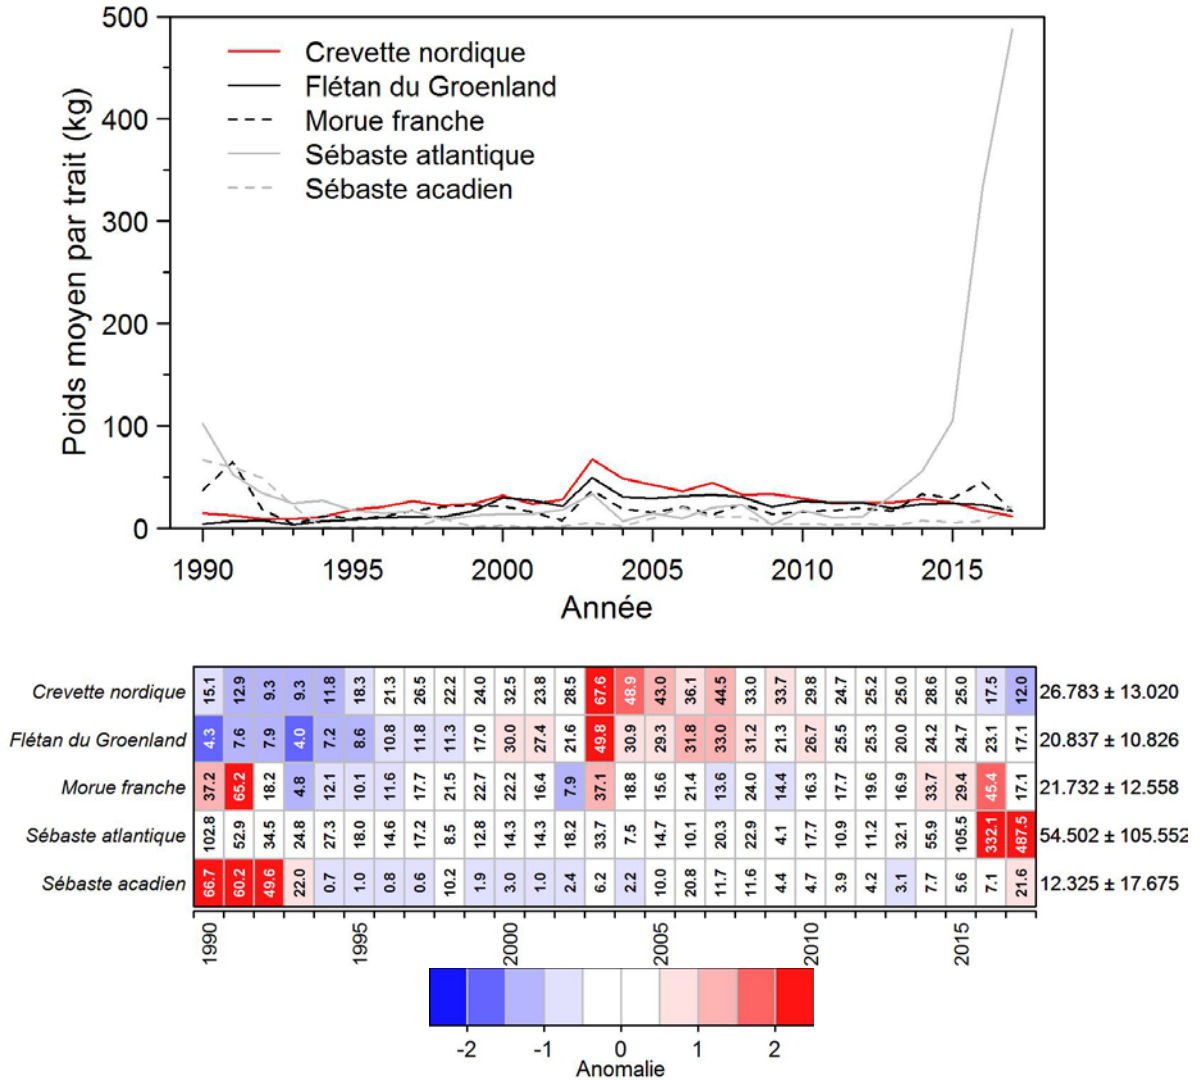 500
400
300
200
100
0
Poids moyen par trait (kg)
Crevette nordique
Flétan du Groenland
Morue franche
Sébaste atlantique
Sébaste acadien
1990 1995 2000 2005 2010 2015
Année
Crevette nordique 15.1 12.9 9.3 9.3 11.8 18.3 21.3 26.5 22.2 24.0 32.5 23.8 28.5 67.6 48.9 43.0 36.1 44.5 33.0 33.7 29.8 24.7 25.2 25.0 28.6 25.0 17.5 12.0 26.783 ± 13.020
Flétan du Groenland 4.3 7.6 7.9 4.0 7.2 8.6 10.8 11.8 11.3 17.0 30.0 27.4 21.6 49.8 30.9 29.3 31.8 33.0 31.2 21.3 26.7 25.5 25.3 20.0 24.2 24.7 23.1 17.1 20.837 ± 10.826
Morue franche 37.2 65.2 18.2 4.8 12.1 10.1 11.6 17.7 21.5 22.7 22.2 16.4 7.9 37.1 18.8 15.6 21.4 13.6 24.0 14.4 16.3 17.7 19.6 16.9 33.7 29.4 45.4 17.1 21.732 ± 12.558
Sébaste atlantique 102.8 52.9 34.5 24.8 27.3 18.0 14.6 17.2 8.5 12.8 14.3 14.3 18.2 33.7 7.5 14.7 10.1 20.3 22.9 4.1 17.7 10.9 11.2 32.1 55.9 105.5 332.1 487.5 54.502 ± 105.552
Sébaste acadien 66.7 60.2 49.6 22.0 0.7 1.0 0.8 0.6 10.2 1.9 3.0 1.0 2.4 6.2 2.2 10.0 20.8 11.7 11.6 4.4 4.7 3.9 4.2 3.1 7.7 5.6 7.1 21.6 12.325 ± 17.675
1990 1995 2000 2005 2010 2015
-2 -1 0 1 2
Anomalie